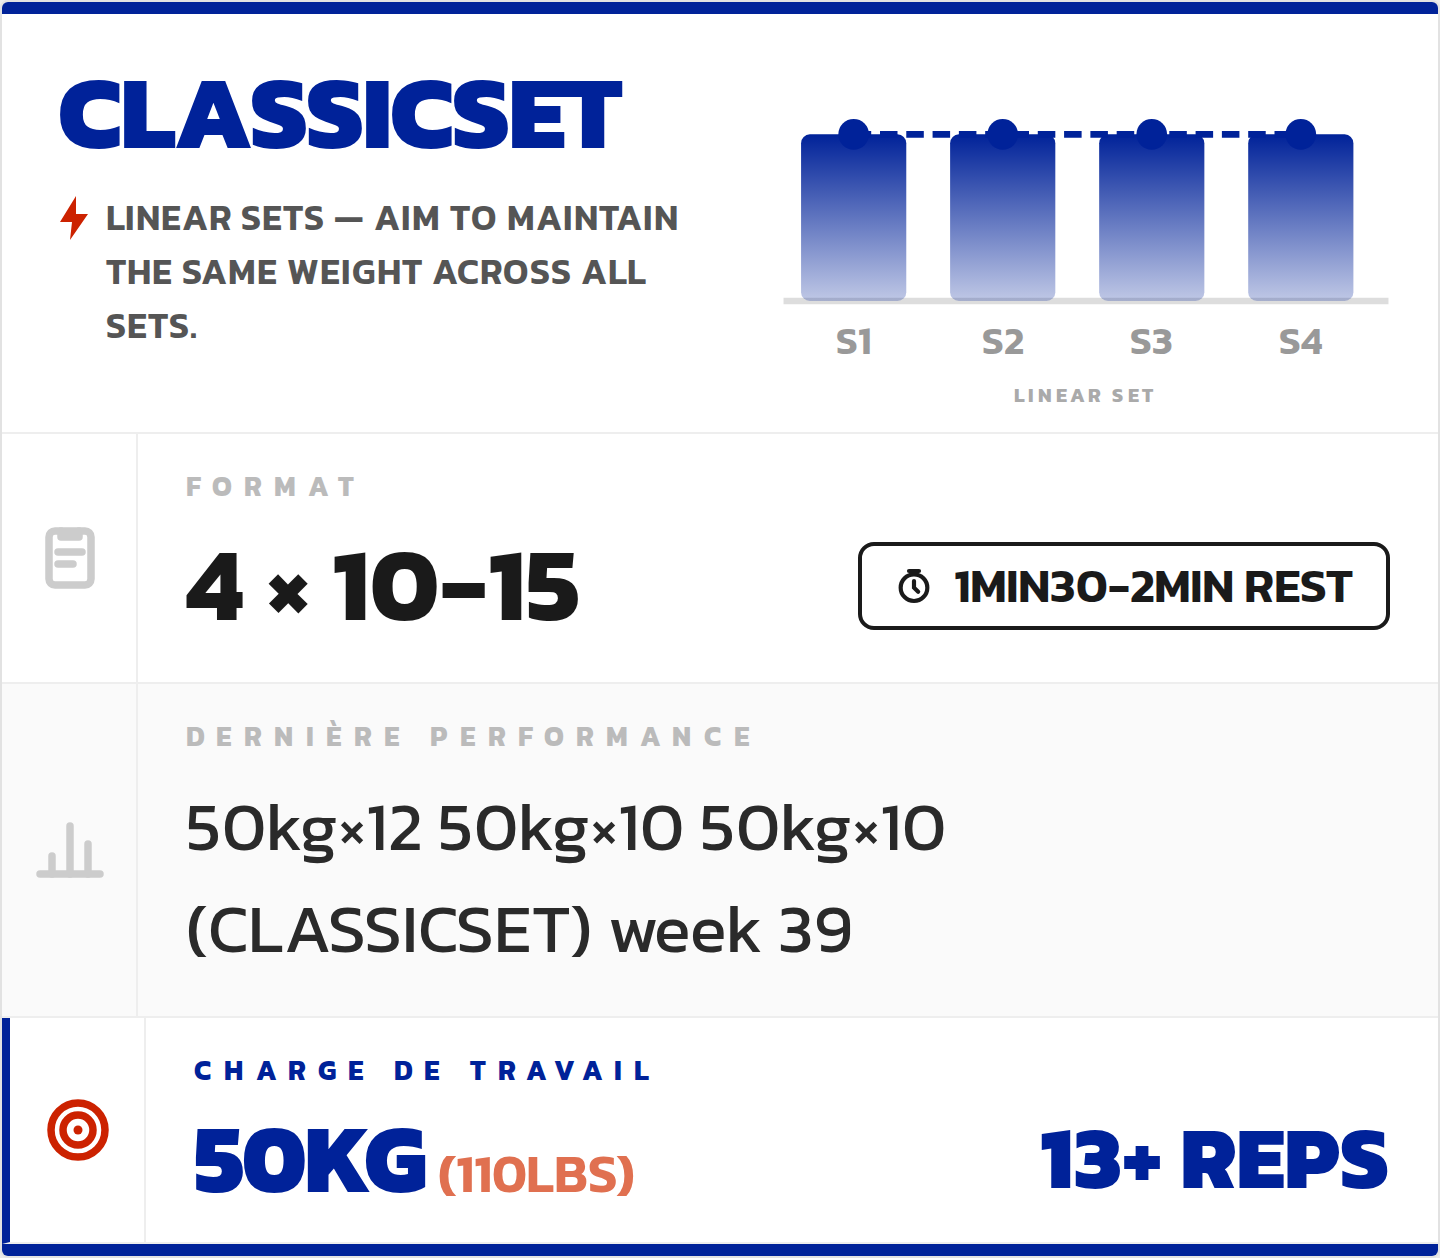 CLASSICSET
LINEAR SETS — AIM TO MAINTAIN
THE SAME WEIGHT ACROSS ALL
SETS.
S1 S2 S3 S4
LINEAR SET
FORMAT
4 × 10–15
1MIN30–2MIN REST
DERNIÈRE PERFORMANCE
50kg×12 50kg×10 50kg×10
(CLASSICSET) week 39
CHARGE DE TRAVAIL
50KG (110LBS)
13+ REPS